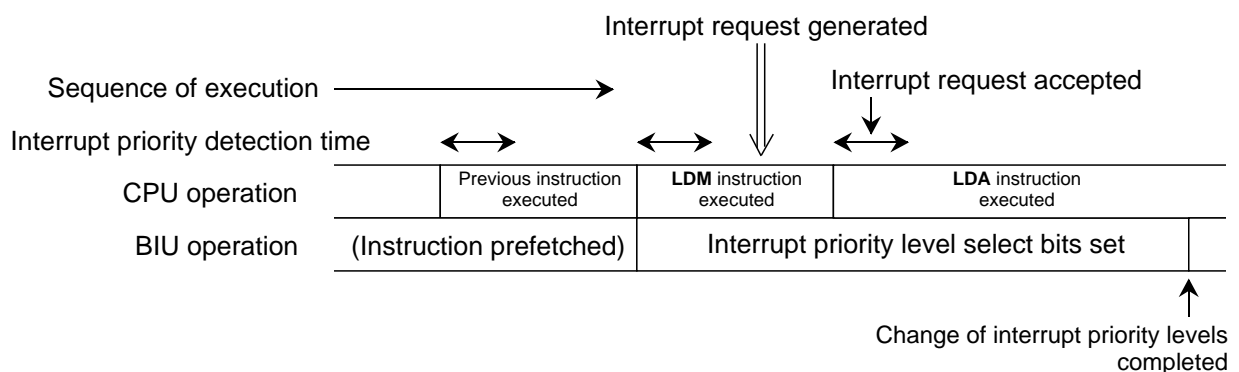 Interrupt request generated
Sequence of execution
Interrupt request accepted
Interrupt priority detection time
CPU operation
Previous instruction
executed
LDM instruction
executed
LDA instruction
executed
BIU operation
(Instruction prefetched)
Interrupt priority level select bits set
Change of interrupt priority levels
completed